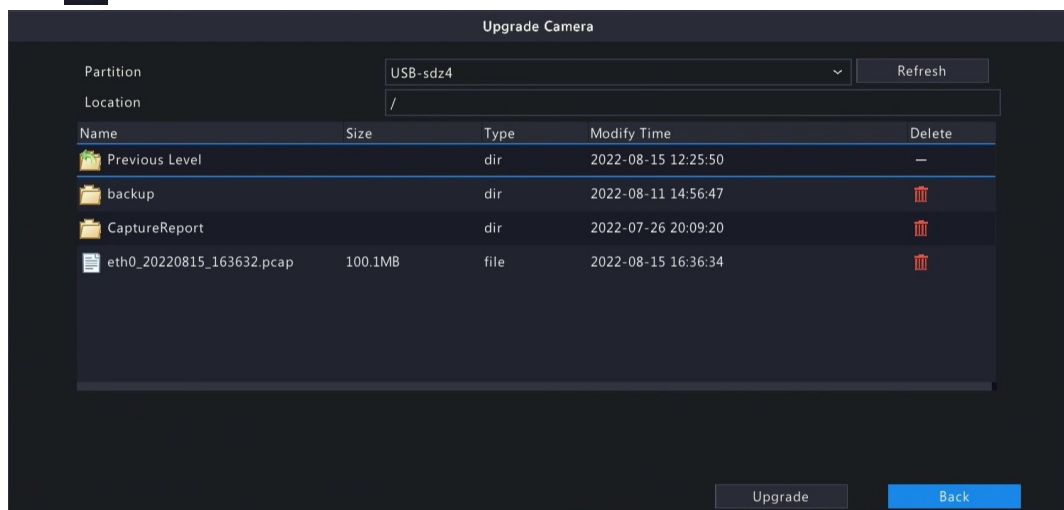 Upgrade Camera
Partition USB-sdz4 Refresh
Location /
Name Size Type Modify Time Delete
Previous Level dir 2022-08-15 12:25:50 —
backup dir 2022-08-11 14:56:47
CaptureReport dir 2022-07-26 20:09:20
eth0_20220815_163632.pcap 100.1MB file 2022-08-15 16:36:34
Upgrade Back